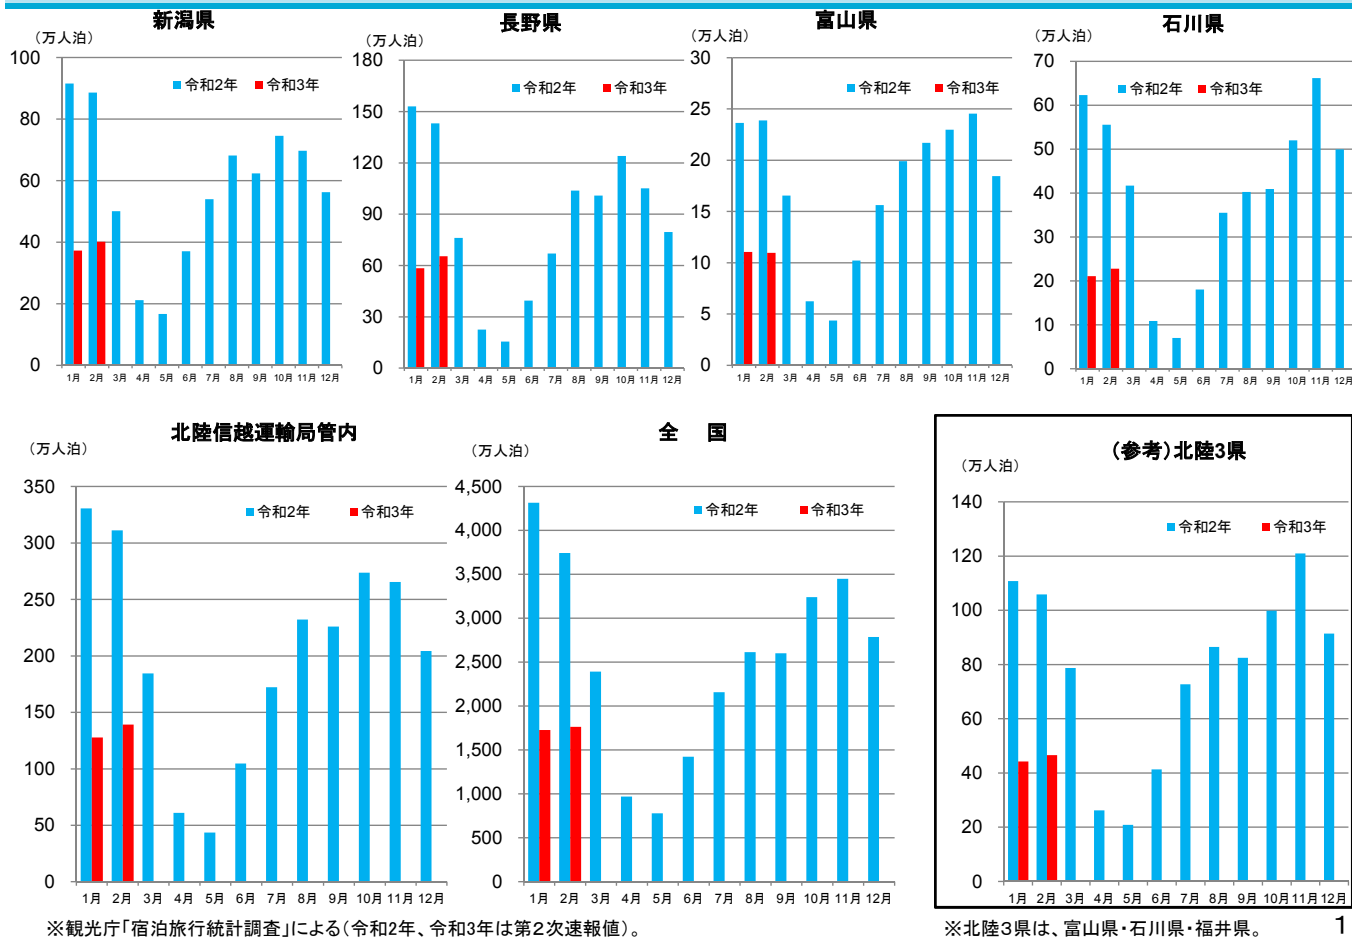 新潟県
（万人泊）
100
80
60
40
20
0
■令和2年 ■令和3年
1月 2月 3月 4月 5月 6月 7月 8月 9月 10月 11月 12月
長野県
（万人泊）
180
150
120
90
60
30
0
■令和2年 ■令和3年
1月 2月 3月 4月 5月 6月 7月 8月 9月 10月 11月 12月
富山県
30
25
20
15
10
5
0
■令和2年 ■令和3年
1月 2月 3月 4月 5月 6月 7月 8月 9月 10月 11月 12月
石川県
（万人泊）
70
60
50
40
30
20
10
0
■令和2年 ■令和3年
1月 2月 3月 4月 5月 6月 7月 8月 9月 10月 11月 12月
北陸信越運輸局管内
（万人泊）
350
300
250
200
150
100
50
0
■令和2年 ■令和3年
1月 2月 3月 4月 5月 6月 7月 8月 9月 10月 11月 12月
全 国
（万人泊）
4,500
4,000
3,500
3,000
2,500
2,000
1,500
1,000
500
0
■令和2年 ■令和3年
1月 2月 3月 4月 5月 6月 7月 8月 9月 10月 11月 12月
（参考）北陸3県
（万人泊）
140
120
100
80
60
40
20
0
■令和2年 ■令和3年
1月 2月 3月 4月 5月 6月 7月 8月 9月 10月 11月 12月
※観光庁「宿泊旅行統計調査」による（令和2年、令和3年は第2次速報値）。
※北陸3県は、富山県・石川県・福井県。
1